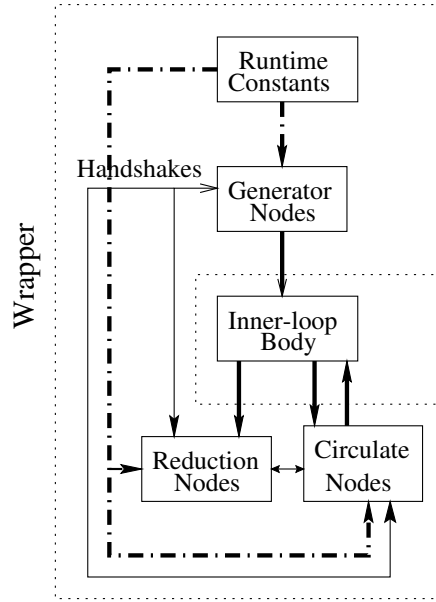 Runtime
Constants
Handshakes
Generator
Nodes
Wrapper
Inner-loop
Body
Reduction
Nodes
Circulate
Nodes